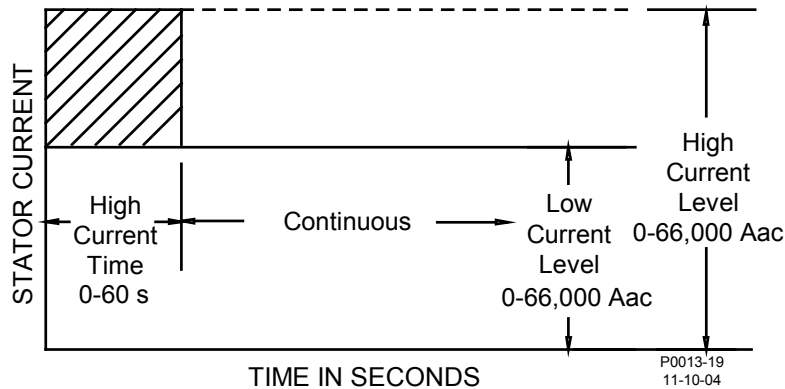 STATOR CURRENT
High
Current
Time
0-60 s
Continuous
Low
Current
Level
0-66,000 Aac
High
Current
Level
0-66,000 Aac
TIME IN SECONDS
P0013-19
11-10-04